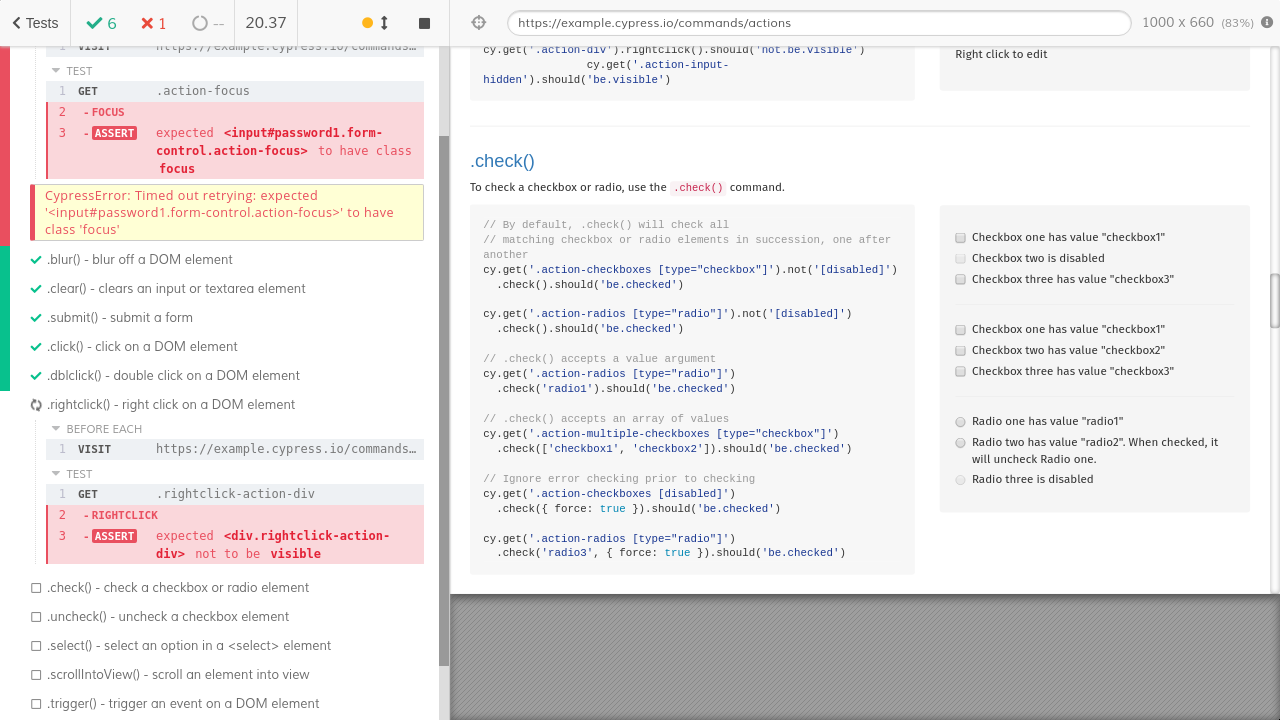 Tests 6 1 -- 20.37
https://example.cypress.io/commands/actions 1000 x 660 (83%)
1 VISIT https://example.cypress.io/commands…
TEST
1 GET .action-focus
2 - FOCUS
3 - ASSERT expected <input#password1.form-
control.action-focus> to have class
focus
CypressError: Timed out retrying: expected
'<input#password1.form-control.action-focus>' to have
class 'focus'
.blur() - blur off a DOM element
.clear() - clears an input or textarea element
.submit() - submit a form
.click() - click on a DOM element
.dblclick() - double click on a DOM element
.rightclick() - right click on a DOM element
BEFORE EACH
1 VISIT https://example.cypress.io/commands…
TEST
1 GET .rightclick-action-div
2 - RIGHTCLICK
3 - ASSERT expected <div.rightclick-action-
div> not to be visible
.check() - check a checkbox or radio element
.uncheck() - uncheck a checkbox element
.select() - select an option in a <select> element
.scrollIntoView() - scroll an element into view
.trigger() - trigger an event on a DOM element
cy.get('.action-div').rightclick().should('not.be.visible')
cy.get('.action-input-
hidden').should('be.visible')
Right click to edit
.check()
To check a checkbox or radio, use the .check() command.
// By default, .check() will check all
// matching checkbox or radio elements in succession, one after
another
cy.get('.action-checkboxes [type="checkbox"]').not('[disabled]')
.check().should('be.checked')
cy.get('.action-radios [type="radio"]').not('[disabled]')
.check().should('be.checked')
// .check() accepts a value argument
cy.get('.action-radios [type="radio"]')
.check('radio1').should('be.checked')
// .check() accepts an array of values
cy.get('.action-multiple-checkboxes [type="checkbox"]')
.check(['checkbox1', 'checkbox2']).should('be.checked')
// Ignore error checking prior to checking
cy.get('.action-checkboxes [disabled]')
.check({ force: true }).should('be.checked')
cy.get('.action-radios [type="radio"]')
.check('radio3', { force: true }).should('be.checked')
Checkbox one has value "checkbox1"
Checkbox two is disabled
Checkbox three has value "checkbox3"
Checkbox one has value "checkbox1"
Checkbox two has value "checkbox2"
Checkbox three has value "checkbox3"
Radio one has value "radio1"
Radio two has value "radio2". When checked, it
will uncheck Radio one.
Radio three is disabled